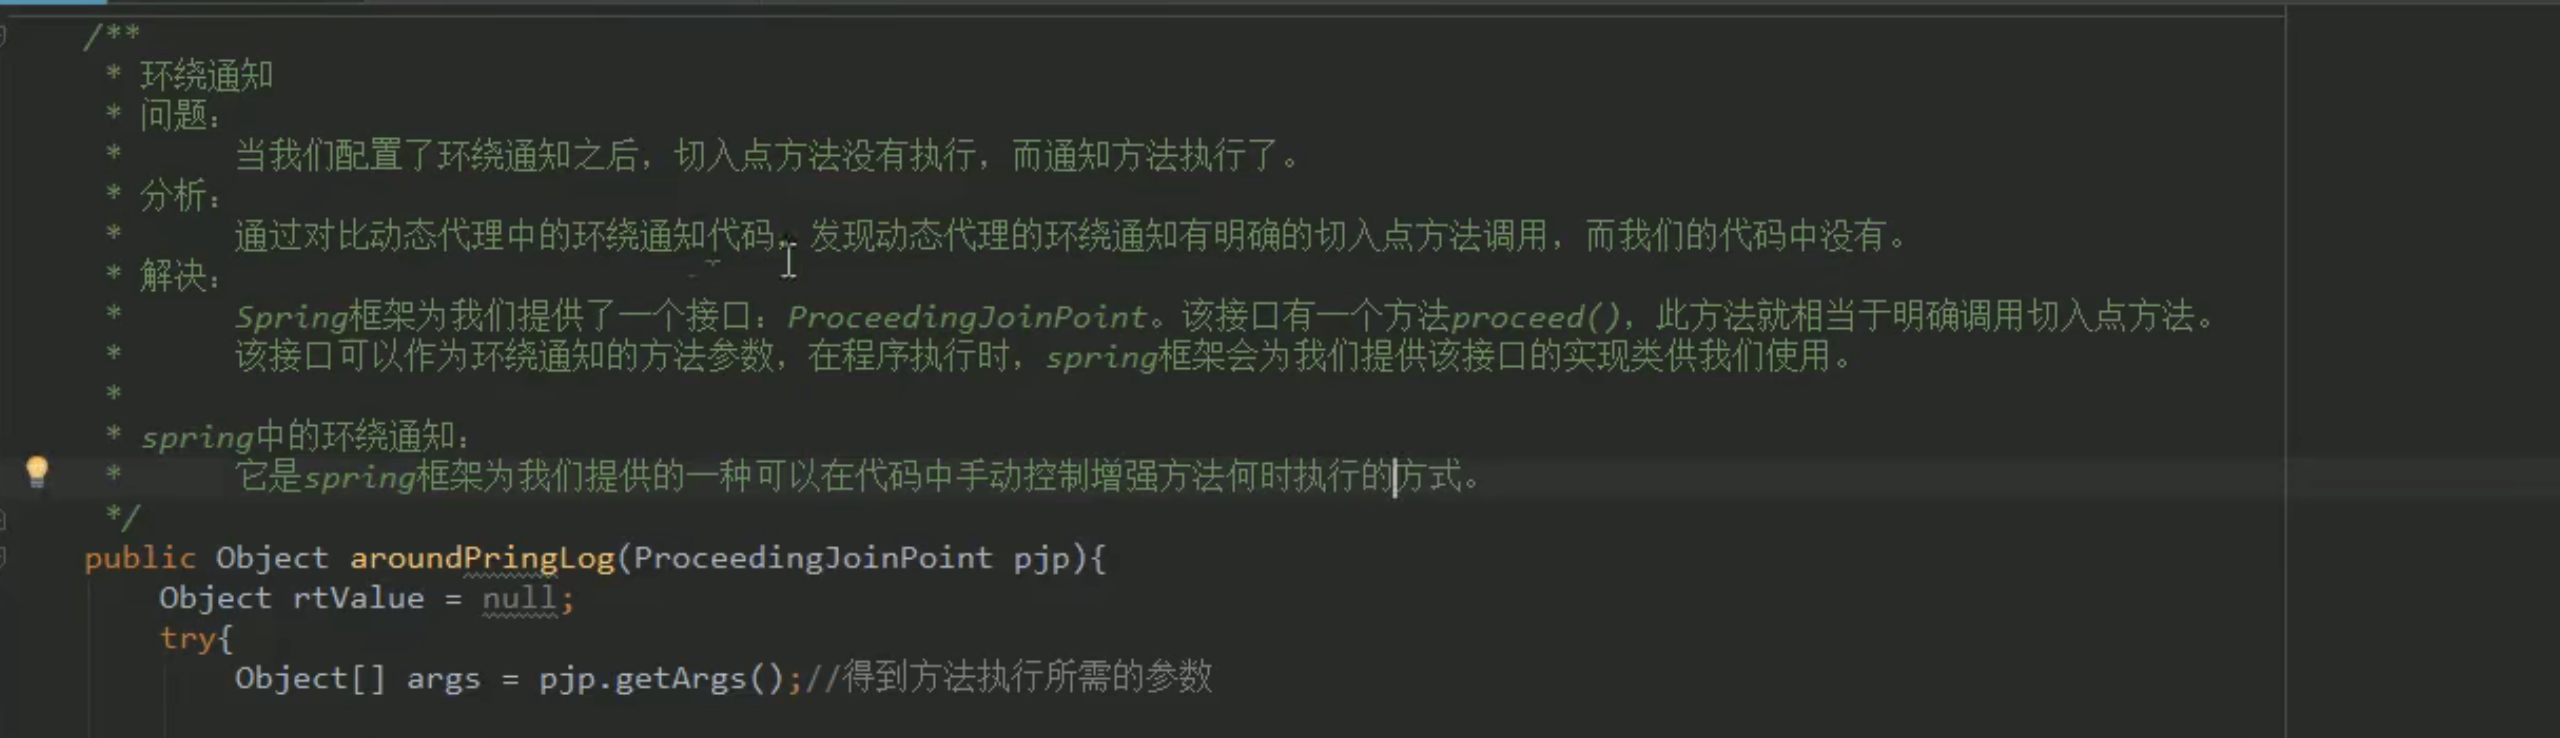 /**
* 环绕通知
* 问题：
* 当我们配置了环绕通知之后，切入点方法没有执行，而通知方法执行了。
* 分析：
* 通过对比动态代理中的环绕通知代码，发现动态代理的环绕通知有明确的切入点方法调用，而我们的代码中没有。
* 解决：
* Spring框架为我们提供了一个接口：ProceedingJoinPoint。该接口有一个方法proceed()，此方法就相当于明确调用切入点方法。
* 该接口可以作为环绕通知的方法参数，在程序执行时，spring框架会为我们提供该接口的实现类供我们使用。
*
* spring中的环绕通知：
* 它是spring框架为我们提供的一种可以在代码中手动控制增强方法何时执行的方式。
*/
public Object aroundPringLog(ProceedingJoinPoint pjp){
Object rtValue = null;
try{
Object[] args = pjp.getArgs();//得到方法执行所需的参数